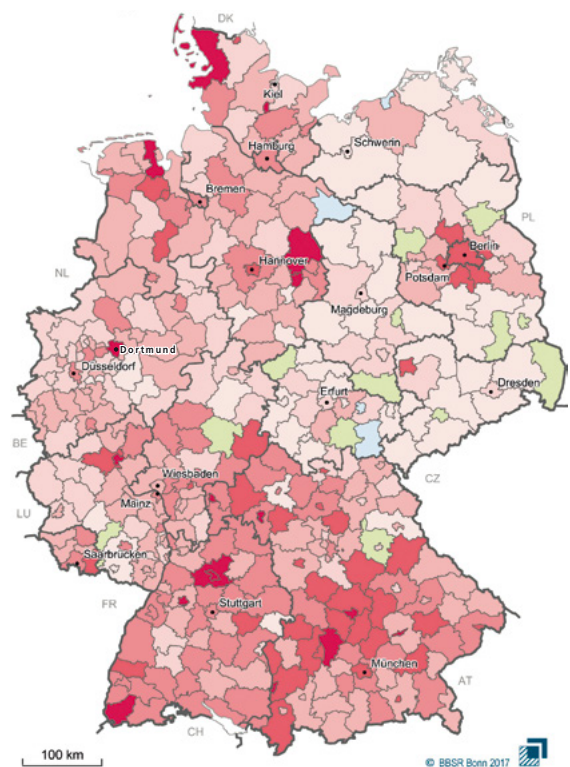 DK
Kiel
Schwerin
Hamburg
Bremen
PL
Berlin
NL
Hannover
Potsdam
Magdeburg
Dortmund
Düsseldorf
Erfurt
Dresden
BE
CZ
Wiesbaden
LU
Mainz
Saarbrücken
FR
Stuttgart
München
AT
CH
100 km
© BBSR Bonn 2017